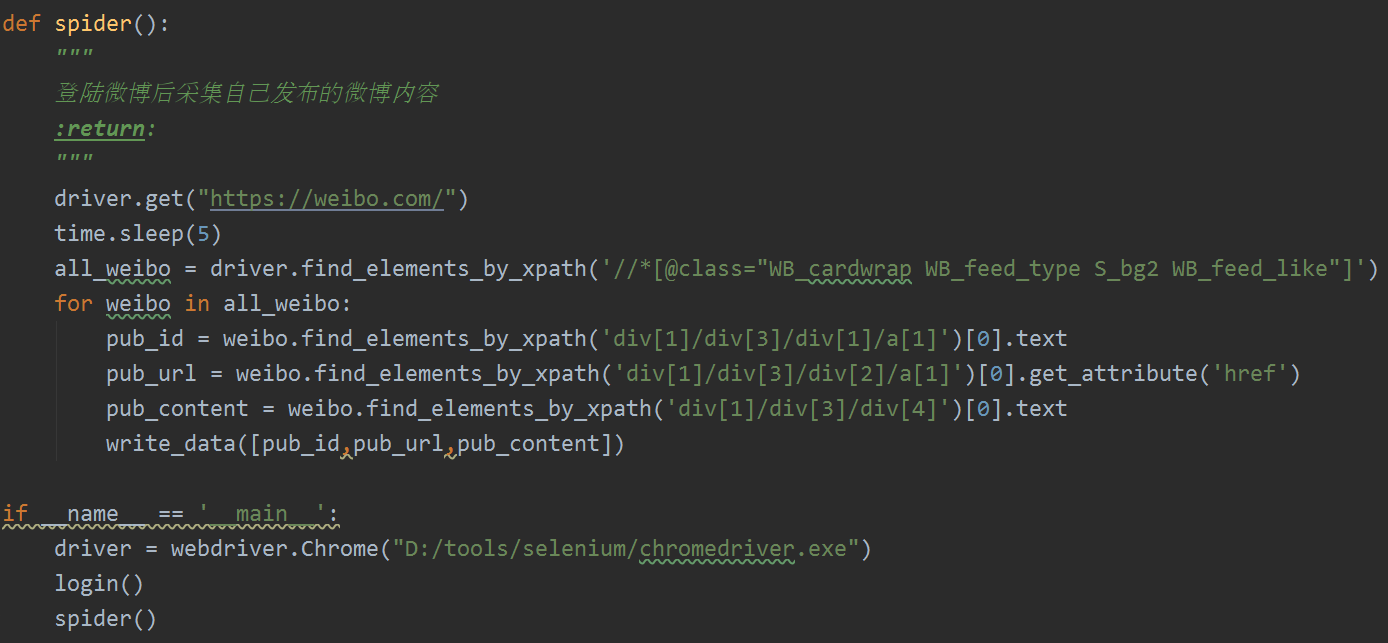 def spider():
    """
    登陆微博后采集自己发布的微博内容
    :return:
    """
    driver.get("https://weibo.com/")
    time.sleep(5)
    all_weibo = driver.find_elements_by_xpath('//*[@class="WB_cardwrap WB_feed_type S_bg2 WB_feed_like"]')
    for weibo in all_weibo:
        pub_id = weibo.find_elements_by_xpath('div[1]/div[3]/div[1]/a[1]')[0].text
        pub_url = weibo.find_elements_by_xpath('div[1]/div[3]/div[2]/a[1]')[0].get_attribute('href')
        pub_content = weibo.find_elements_by_xpath('div[1]/div[3]/div[4]')[0].text
        write_data([pub_id,pub_url,pub_content])
if __name__ == '__main__':
    driver = webdriver.Chrome("D:/tools/selenium/chromedriver.exe")
    login()
    spider()